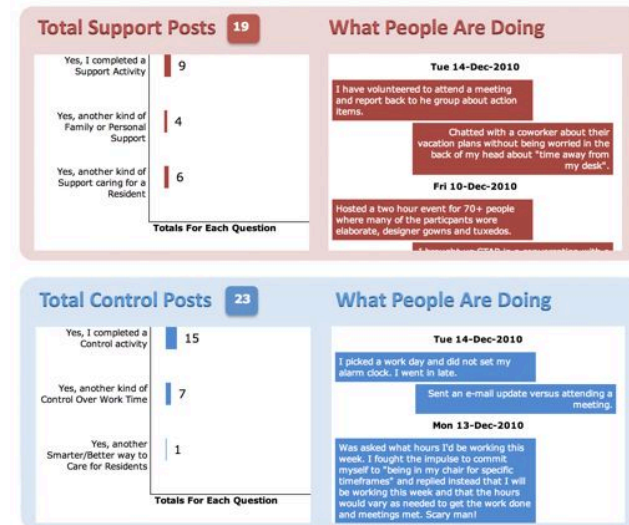 Total Support Posts 19
Yes, I completed a
Support Activity
9
Yes, another kind of
Family or Personal
Support
4
Yes, another kind of
Support caring for a
Resident
6
Totals For Each Question
What People Are Doing
Tue 14-Dec-2010
I have volunteered to attend a meeting
and report back to he group about action
items.
Chatted with a coworker about their
vacation plans without being worried in the
back of my head about "time away from
my desk".
Fri 10-Dec-2010
Hosted a two hour event for 70+ people
where many of the particpants wore
elaborate, designer gowns and tuxedos.
Total Control Posts 23
Yes, I completed a
Control activity
15
Yes, another kind of
Control Over Work Time
7
Yes, another
Smarter/Better way to
Care for Residents
1
Totals For Each Question
What People Are Doing
Tue 14-Dec-2010
I picked a work day and did not set my
alarm clock. I went in late.
Sent an e-mail update versus attending a
meeting.
Mon 13-Dec-2010
Was asked what hours I'd be working this
week. I fought the impulse to commit
myself to "being in my chair for specific
timeframes" and replied instead that I will
be working this week and that the hours
would vary as needed to get the work done
and meetings met. Scary man!